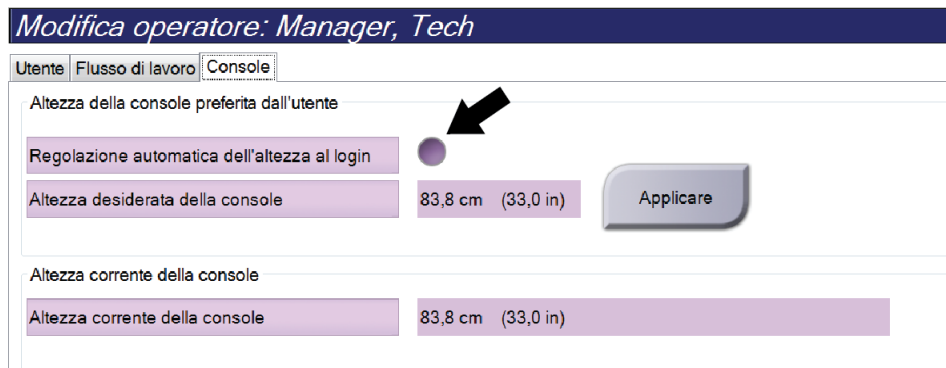 Modifica operatore: Manager, Tech
Utente Flusso di lavoro Console
Altezza della console preferita dall'utente
Regolazione automatica dell'altezza al login
Altezza desiderata della console 83,8 cm (33,0 in) Applicare
Altezza corrente della console
Altezza corrente della console 83,8 cm (33,0 in)